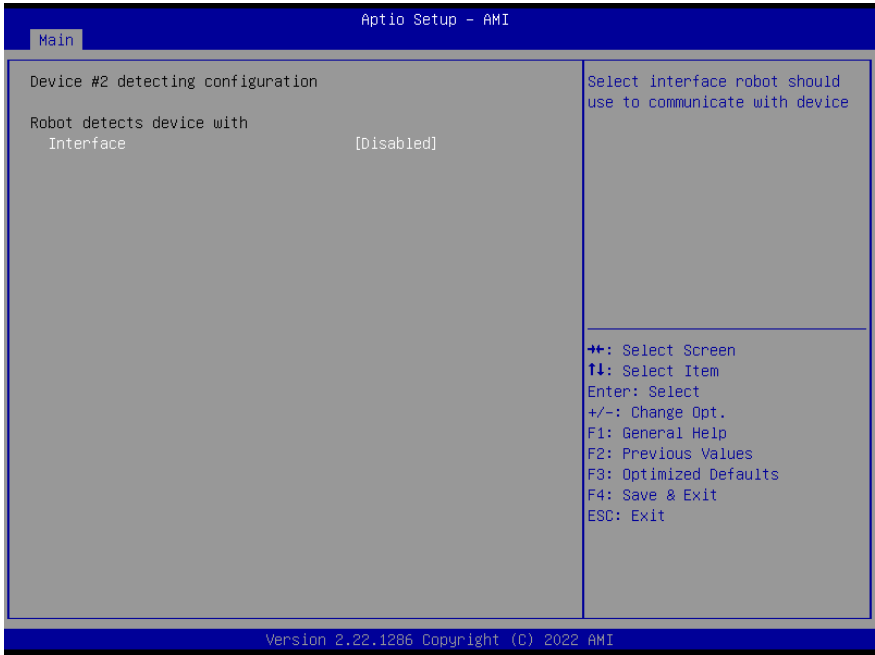 Aptio Setup – AMI
Main
Device #2 detecting configuration
Robot detects device with
Interface [Disabled]
Select interface robot should
use to communicate with device
→←: Select Screen
↑↓: Select Item
Enter: Select
+/-: Change Opt.
F1: General Help
F2: Previous Values
F3: Optimized Defaults
F4: Save & Exit
ESC: Exit
Version 2.22.1286 Copyright (C) 2022 AMI